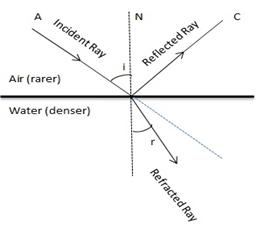 A
N
C
Incident Ray
Reflected Ray
i
Air (rarer)
Water (denser)
r
Refracted Ray